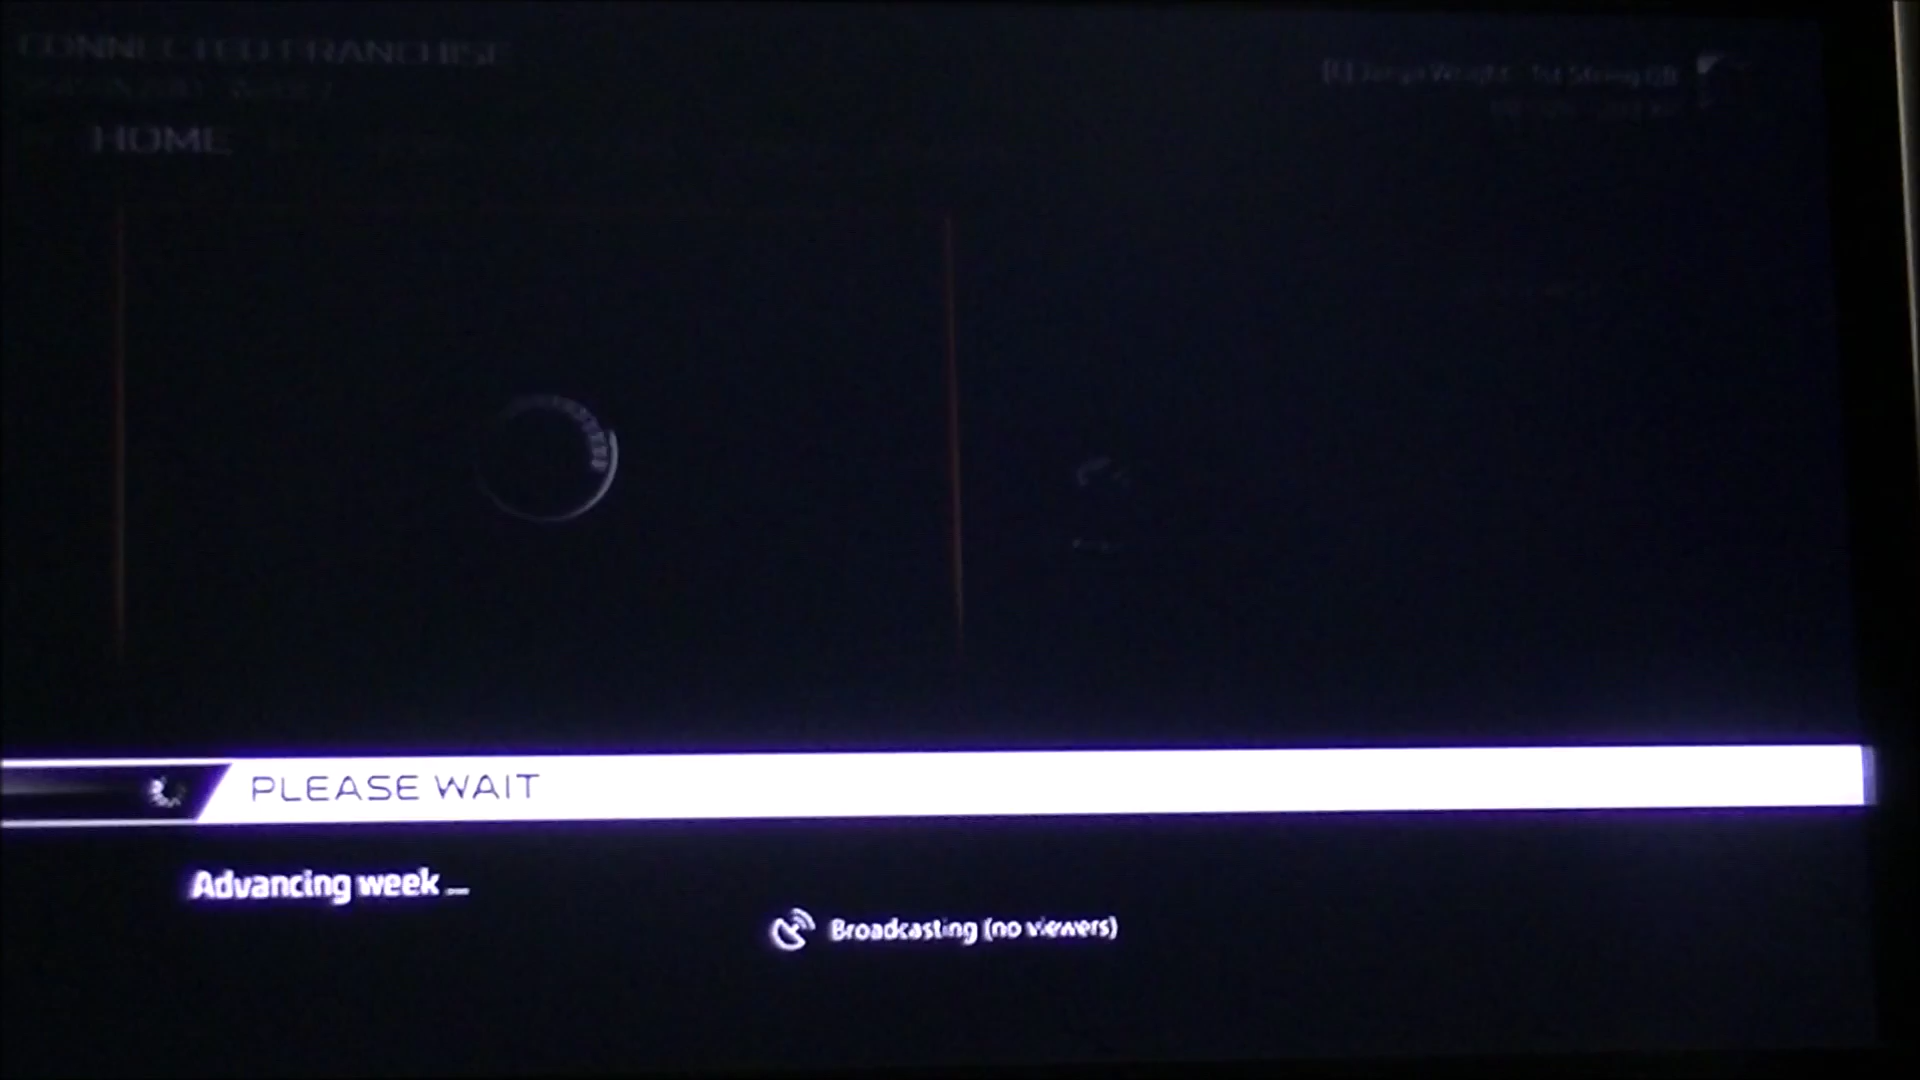 CONNECTED FRANCHISE
HOME
PLEASE WAIT
Advancing week ...
Broadcasting (no viewers)